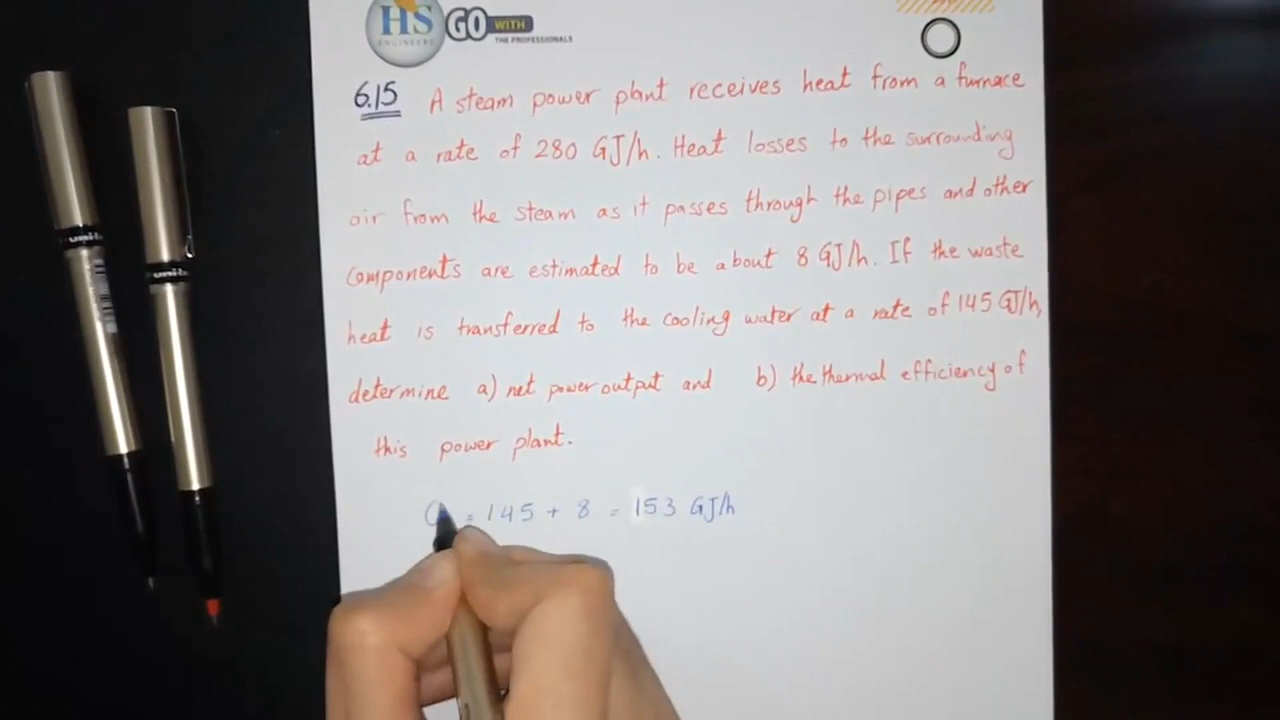 HS
ENGINEERS
GO WITH
THE PROFESSIONALS
6.15 A steam power plant receives heat from a furnace
at a rate of 280 GJ/h. Heat losses to the surrounding
air from the steam as it passes through the pipes and other
components are estimated to be about 8 GJ/h. If the waste
heat is transferred to the cooling water at a rate of 145 GJ/h,
determine a) net power output and b) the thermal efficiency of
this power plant.
= 145 + 8 = 153 GJ/h
uni
uni